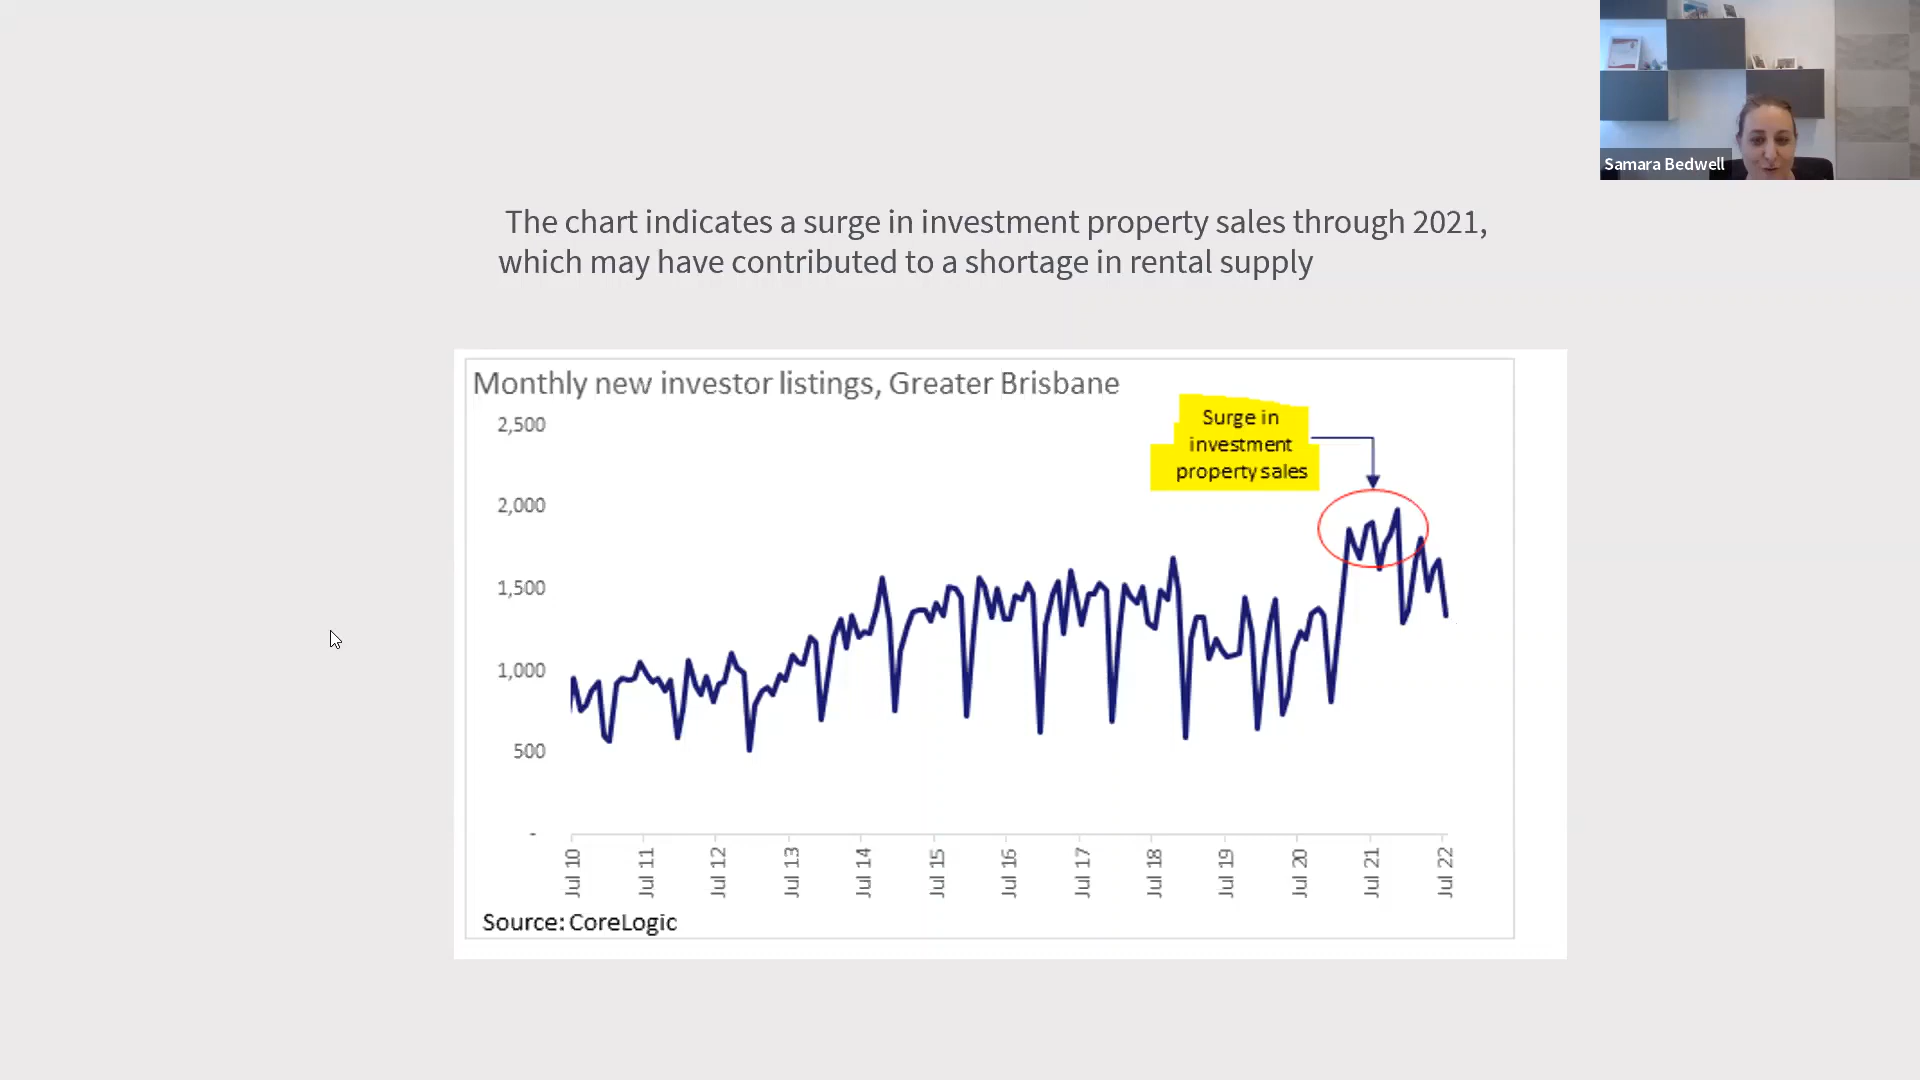 Samara Bedwell
The chart indicates a surge in investment property sales through 2021,
which may have contributed to a shortage in rental supply
Monthly new investor listings, Greater Brisbane
Surge in
investment
property sales
2,500
2,000
1,500
1,000
500
-
Jul 10
Jul 11
Jul 12
Jul 13
Jul 14
Jul 15
Jul 16
Jul 17
Jul 18
Jul 19
Jul 20
Jul 21
Jul 22
Source: CoreLogic